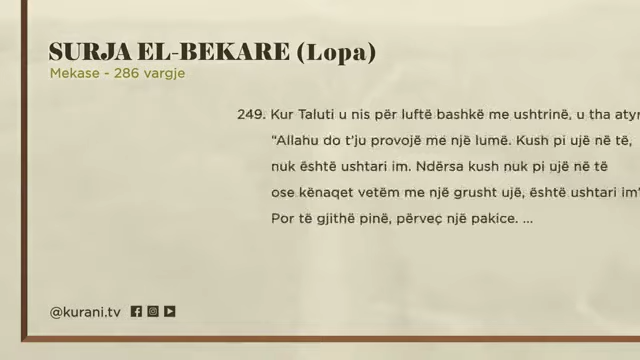 SURJA EL-BEKARE (Lopa)
Mekase - 286 vargje
249. Kur Taluti u nis për luftë bashkë me ushtrinë, u tha atyr
“Allahu do t’ju provojë me një lumë. Kush pi ujë në të,
nuk është ushtari im. Ndërsa kush nuk pi ujë në të
ose kënaqet vetëm me një grusht ujë, është ushtari im”
Por të gjithë pinë, përveç një pakice. ...
@kurani.tv